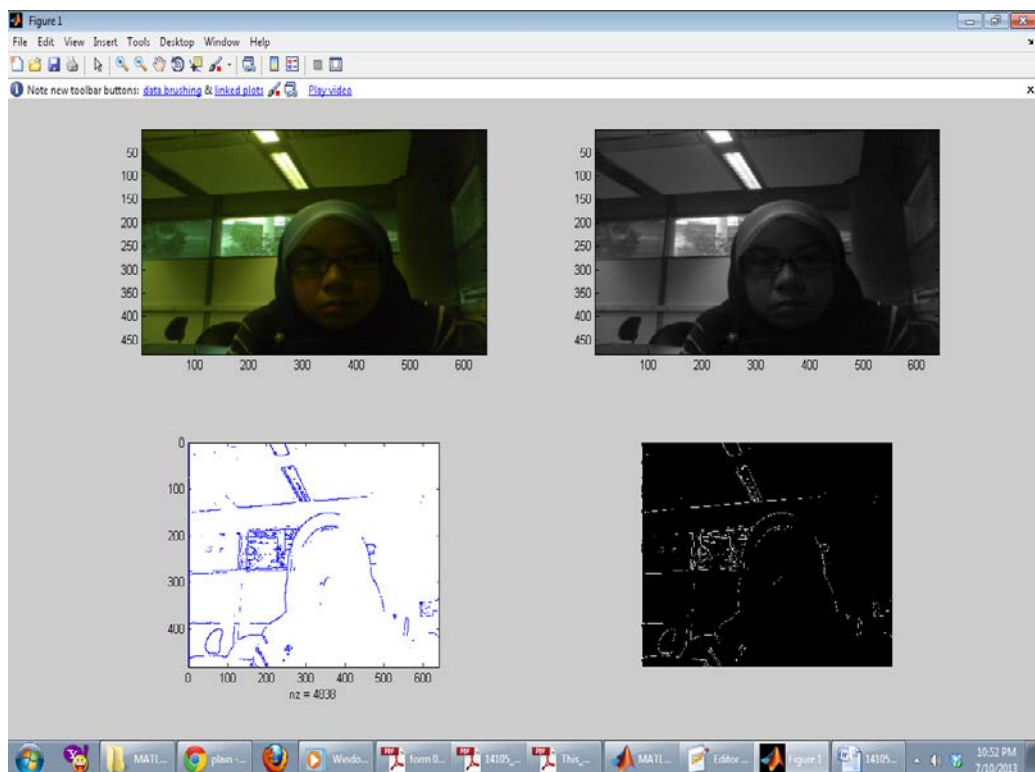 Figure 1
File Edit View Insert Tools Desktop Window Help
Note new toolbar buttons: data brushing & linked plots Play video
50
100
150
200
250
300
350
400
450
100 200 300 400 500 600
50
100
150
200
250
300
350
400
450
100 200 300 400 500 600
0
100
200
300
400
0 100 200 300 400 500 600
nz = 4838
MATL... plain -... Windo... form 0... 14105_... This_... MATL... Editor ... Figure 1 14105...
10:52 PM
7/10/2013